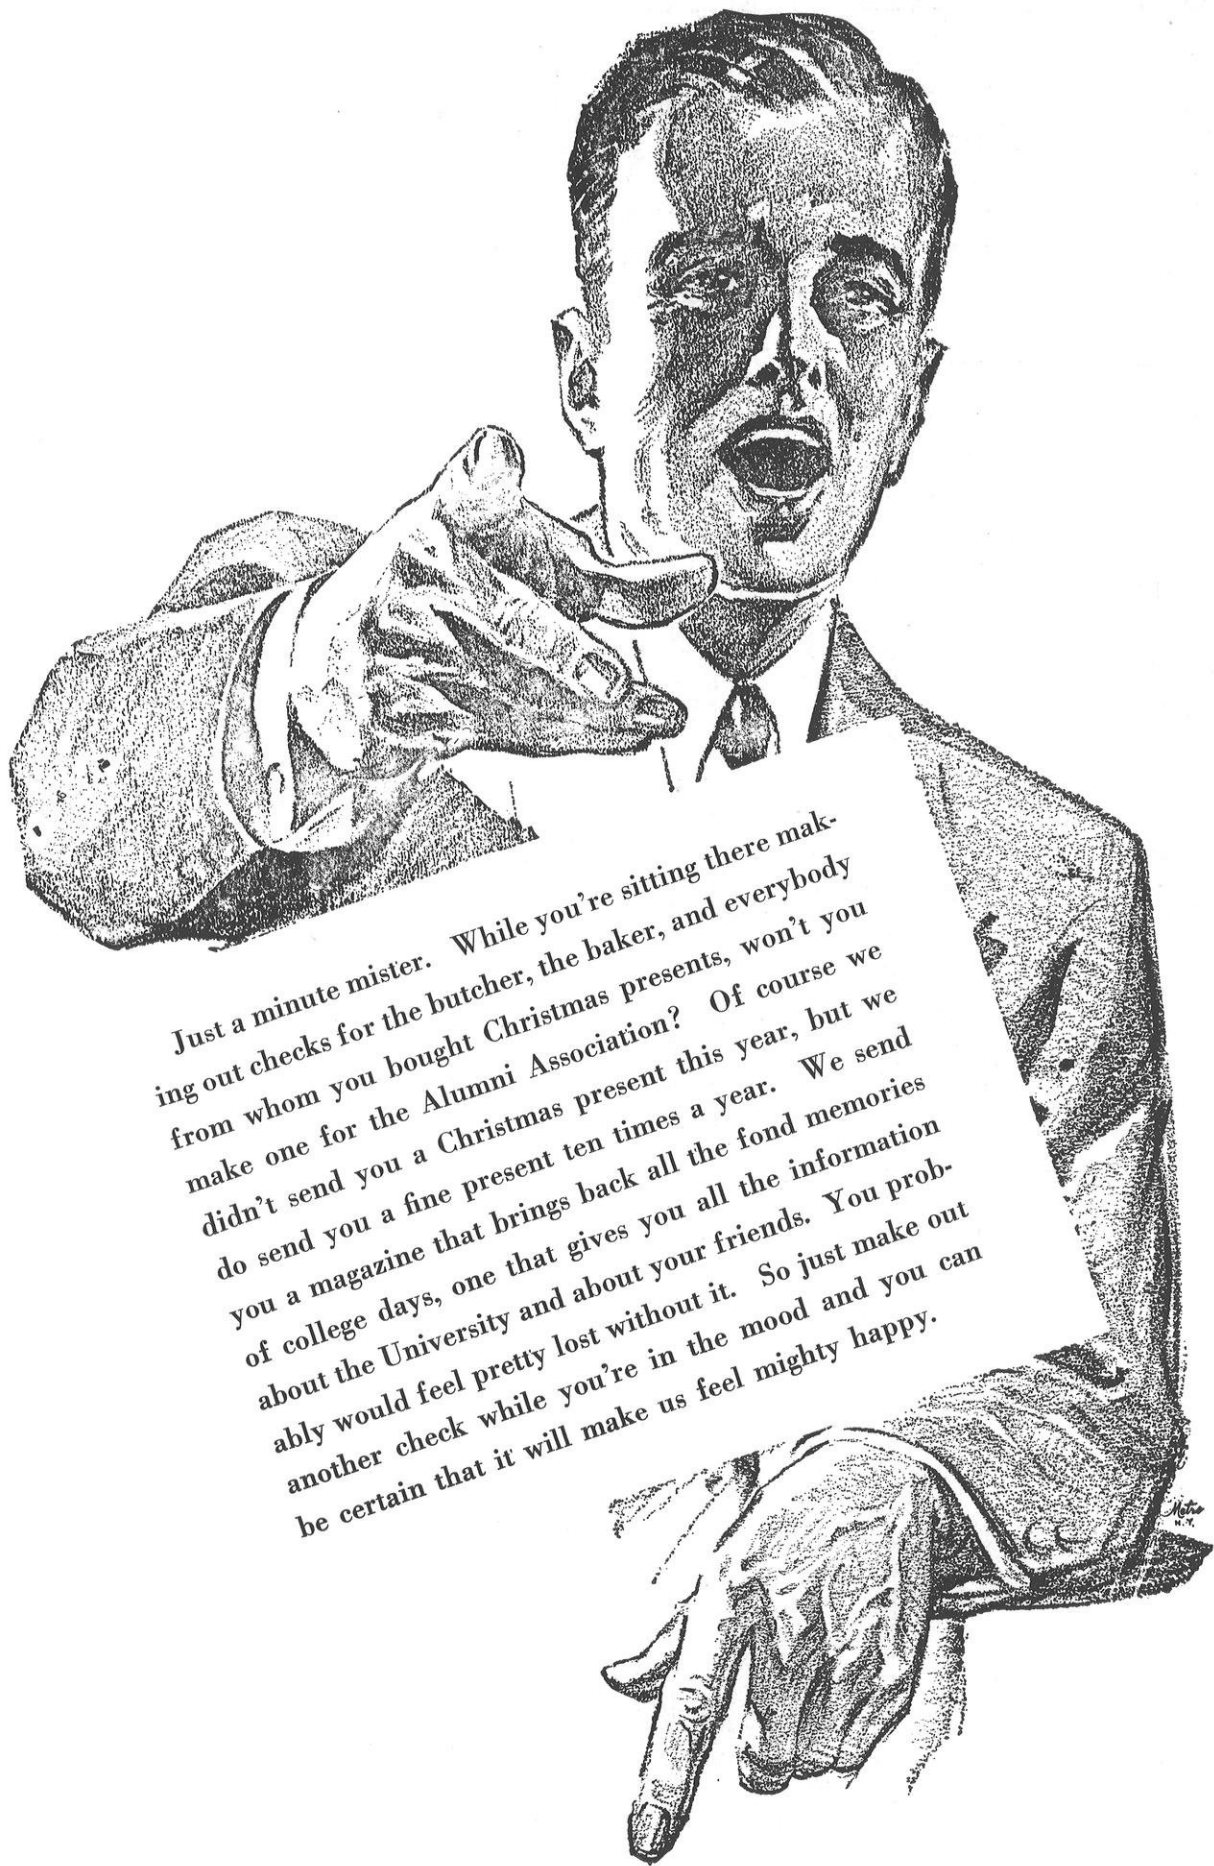 Just a minute mister. While you're sitting there mak-
ing out checks for the butcher, the baker, and everybody
from whom you bought Christmas presents, won't you
make one for the Alumni Association? Of course we
didn't send you a Christmas present this year, but we
do send you a fine present ten times a year. We send
you a magazine that brings back all the fond memories
of college days, one that gives you all the information
about the University and about your friends. You prob-
ably would feel pretty lost without it. So just make out
another check while you're in the mood and you can
be certain that it will make us feel mighty happy.
Metro
N.Y.